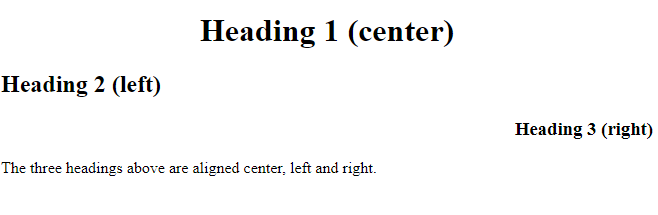 Heading 1 (center)
Heading 2 (left)
Heading 3 (right)
The three headings above are aligned center, left and right.